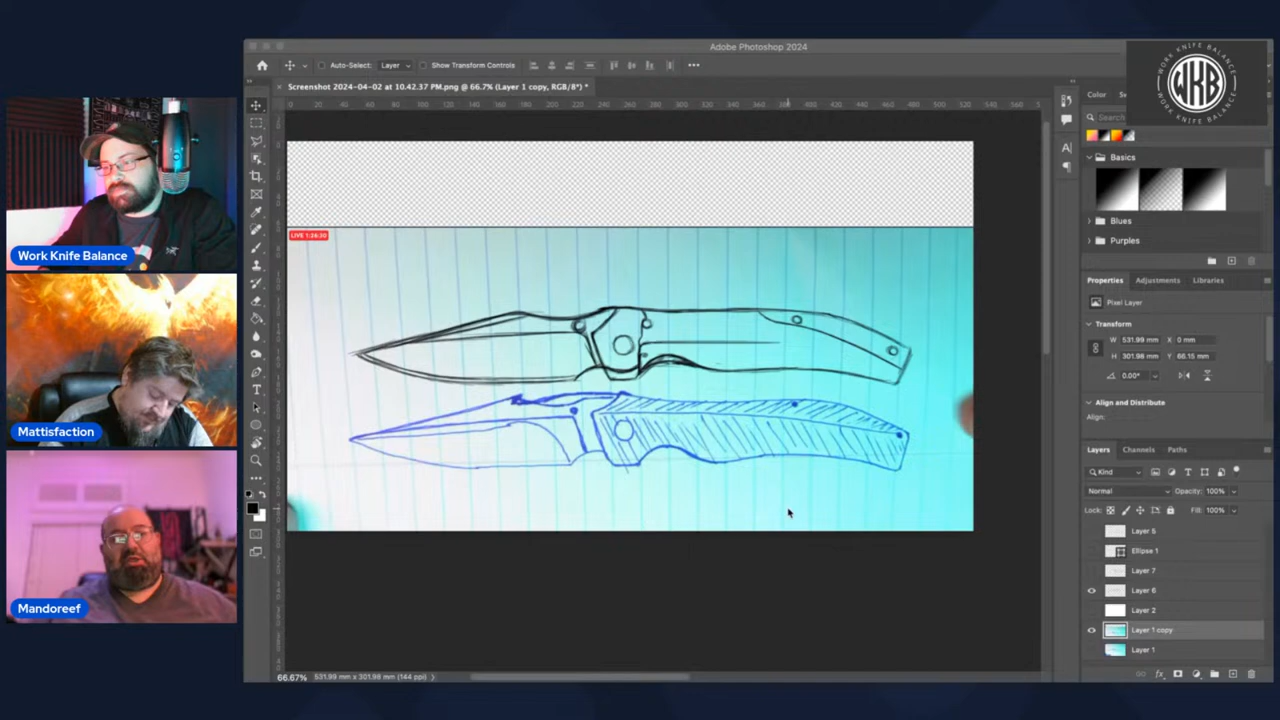 Adobe Photoshop 2024
Auto-Select:
Layer
Show Transform Controls
Screenshot 2024-04-02 at 10.42.37 PM.png @ 66.7% (Layer 1 copy, RGB/8*) *
WORK KNIFE BALANCE
WKB
WORK KNIFE BALANCE
Color
Search
Basics
Blues
Purples
LIVE 1:36:30
Work Knife Balance
Mattisfaction
Mandoreef
Properties
Adjustments
Libraries
Pixel Layer
Transform
W 531.99 mm X 0 mm
H 301.98 mm Y 66.15 mm
0.00°
Align and Distribute
Align:
Layers
Channels
Paths
Kind
Normal
Opacity: 100%
Lock:
Fill: 100%
Layer 5
Ellipse 1
Layer 7
Layer 6
Layer 2
Layer 1 copy
Layer 1
66.67%
531.99 mm x 301.98 mm (144 ppi)